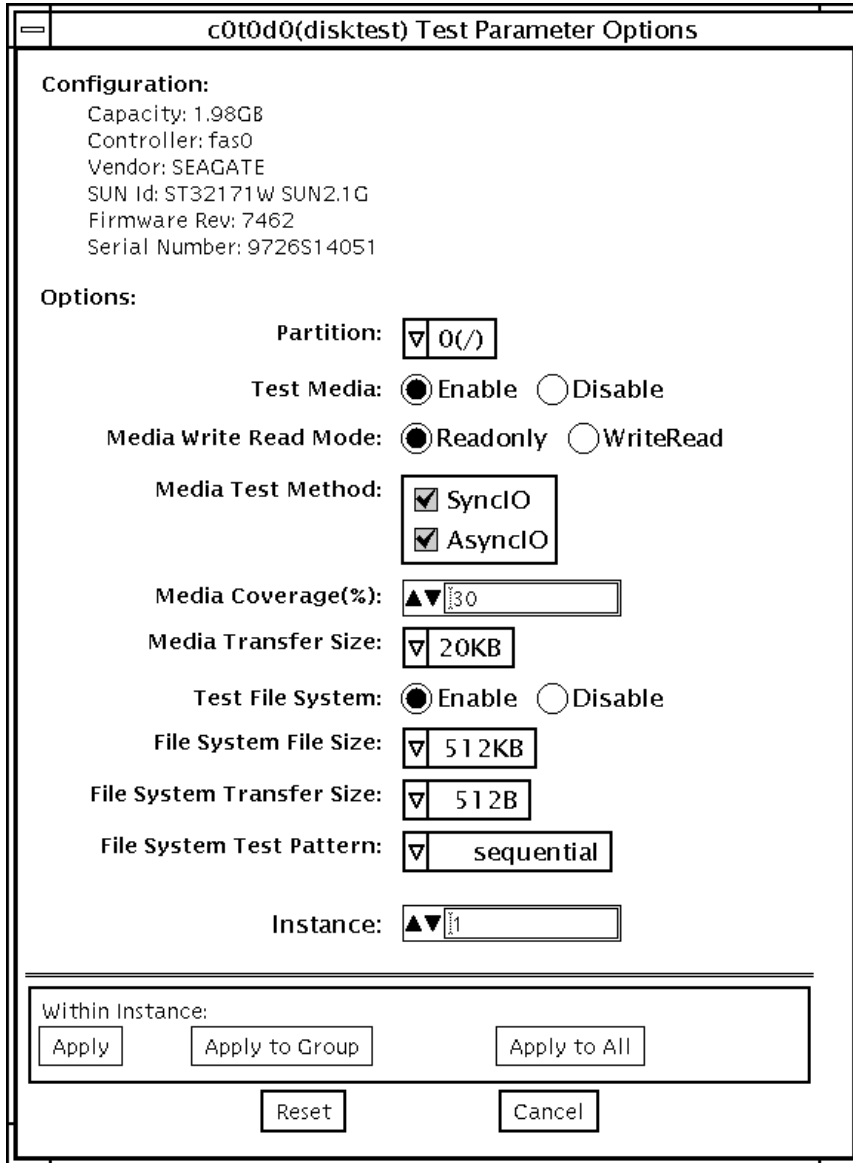 c0t0d0(disktest) Test Parameter Options
Configuration:
Capacity: 1.98GB
Controller: fas0
Vendor: SEAGATE
SUN Id: ST32171W SUN2.1G
Firmware Rev: 7462
Serial Number: 9726S14051
Options:
Partition: 0(/)
Test Media: Enable Disable
Media Write Read Mode: Readonly WriteRead
Media Test Method: SyncIO
AsyncIO
Media Coverage(%): 30
Media Transfer Size: 20KB
Test File System: Enable Disable
File System File Size: 512KB
File System Transfer Size: 512B
File System Test Pattern: sequential
Instance: 1
Within Instance:
Apply Apply to Group Apply to All
Reset Cancel